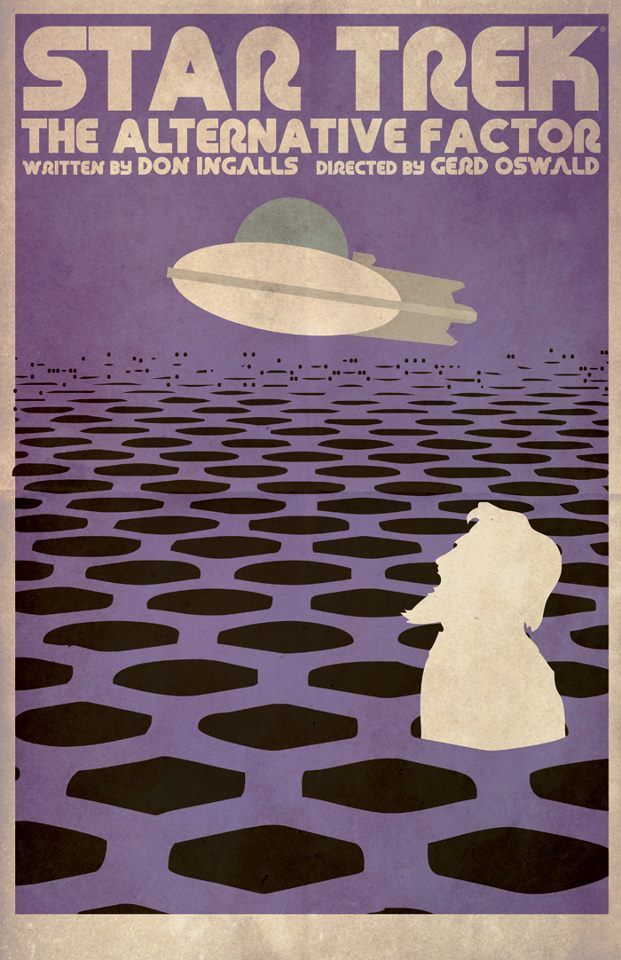 STAR TREK®
THE ALTERNATIVE FACTOR
WRITTEN BY DON INGALLS DIRECTED BY GERD OSWALD